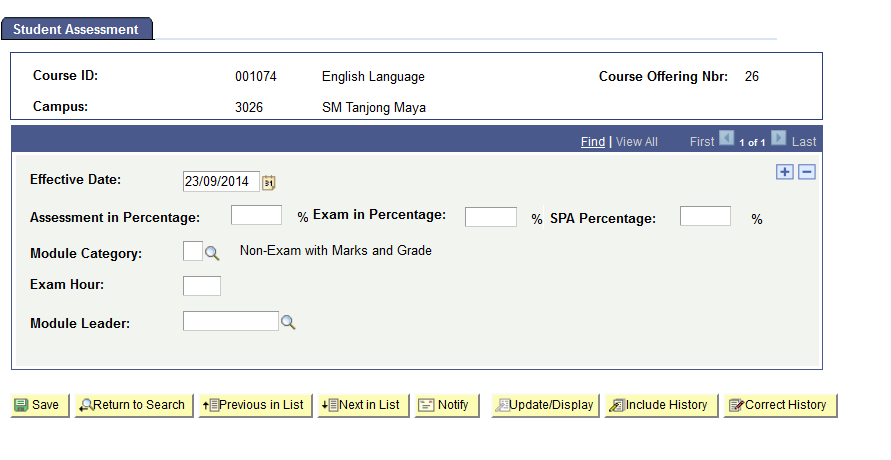 Student Assessment
Course ID: 001074 English Language Course Offering Nbr: 26
Campus: 3026 SM Tanjong Maya
Find | View All First 1 of 1 Last
Effective Date: 23/09/2014 31
Assessment in Percentage: % Exam in Percentage: % SPA Percentage: %
Module Category: Non-Exam with Marks and Grade
Exam Hour:
Module Leader:
Save Return to Search Previous in List Next in List Notify Update/Display Include History Correct History